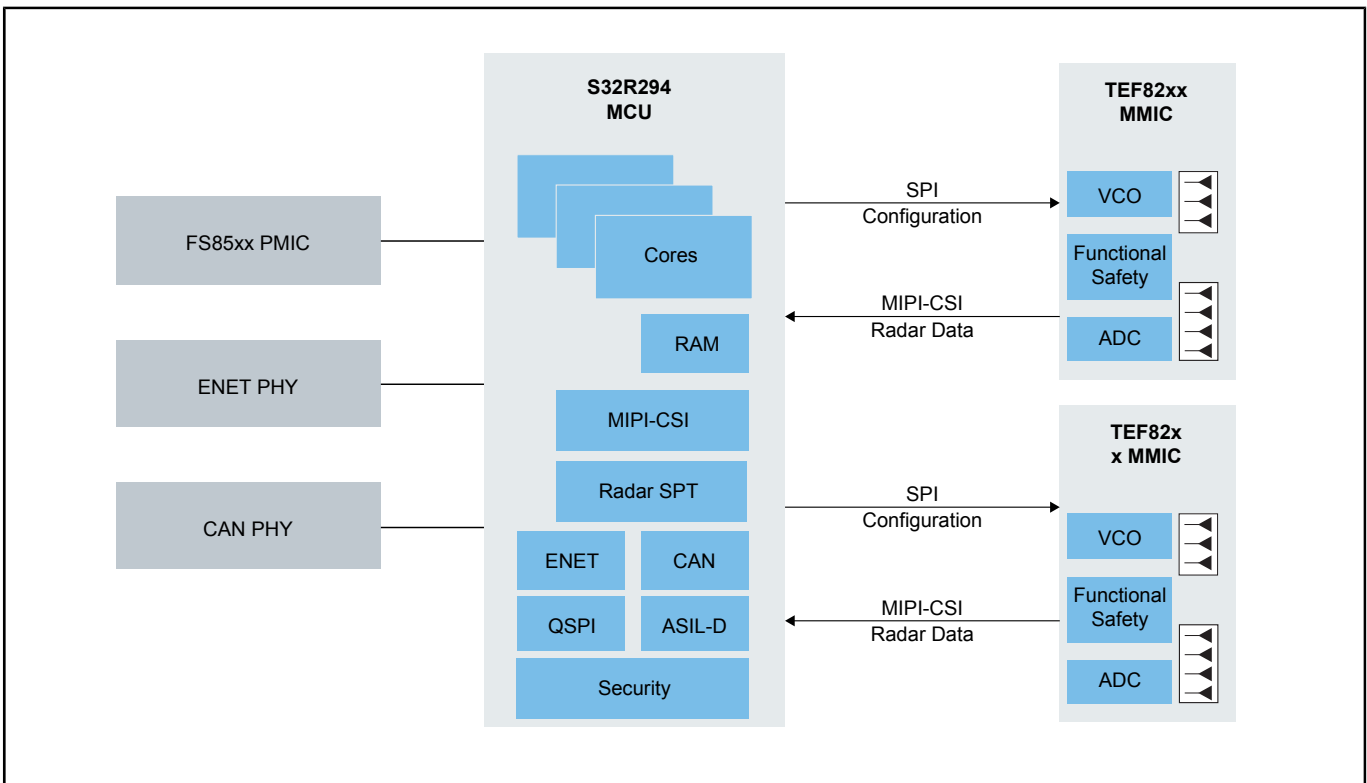 FS85xx PMIC
ENET PHY
CAN PHY
S32R294
MCU
Cores
RAM
MIPI-CSI
Radar SPT
ENET
CAN
QSPI
ASIL-D
Security
SPI
Configuration
MIPI-CSI
Radar Data
SPI
Configuration
MIPI-CSI
Radar Data
TEF82xx
MMIC
VCO
Functional
Safety
ADC
TEF82x
x MMIC
VCO
Functional
Safety
ADC